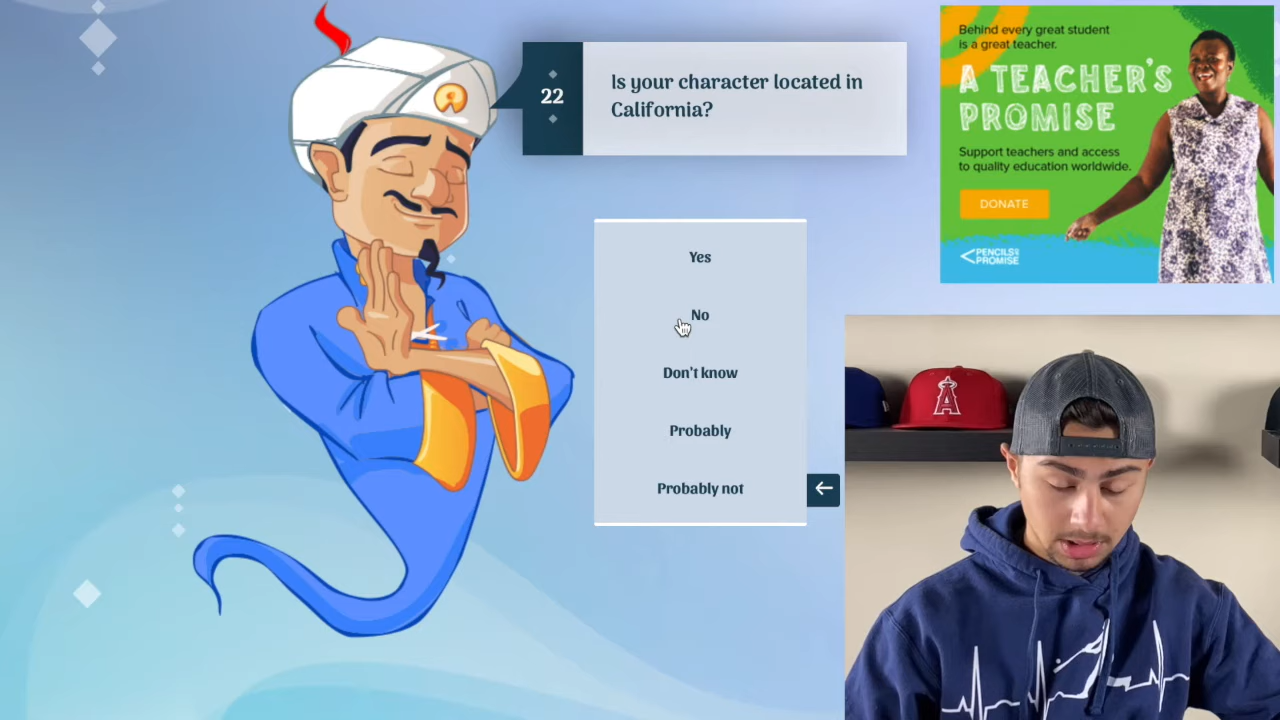 22
Is your character located in
California?
Yes
No
Don't know
Probably
Probably not
Behind every great student
is a great teacher.
A TEACHER'S
PROMISE
Support teachers and access
to quality education worldwide.
DONATE
PENCILS OF
PROMISE
A